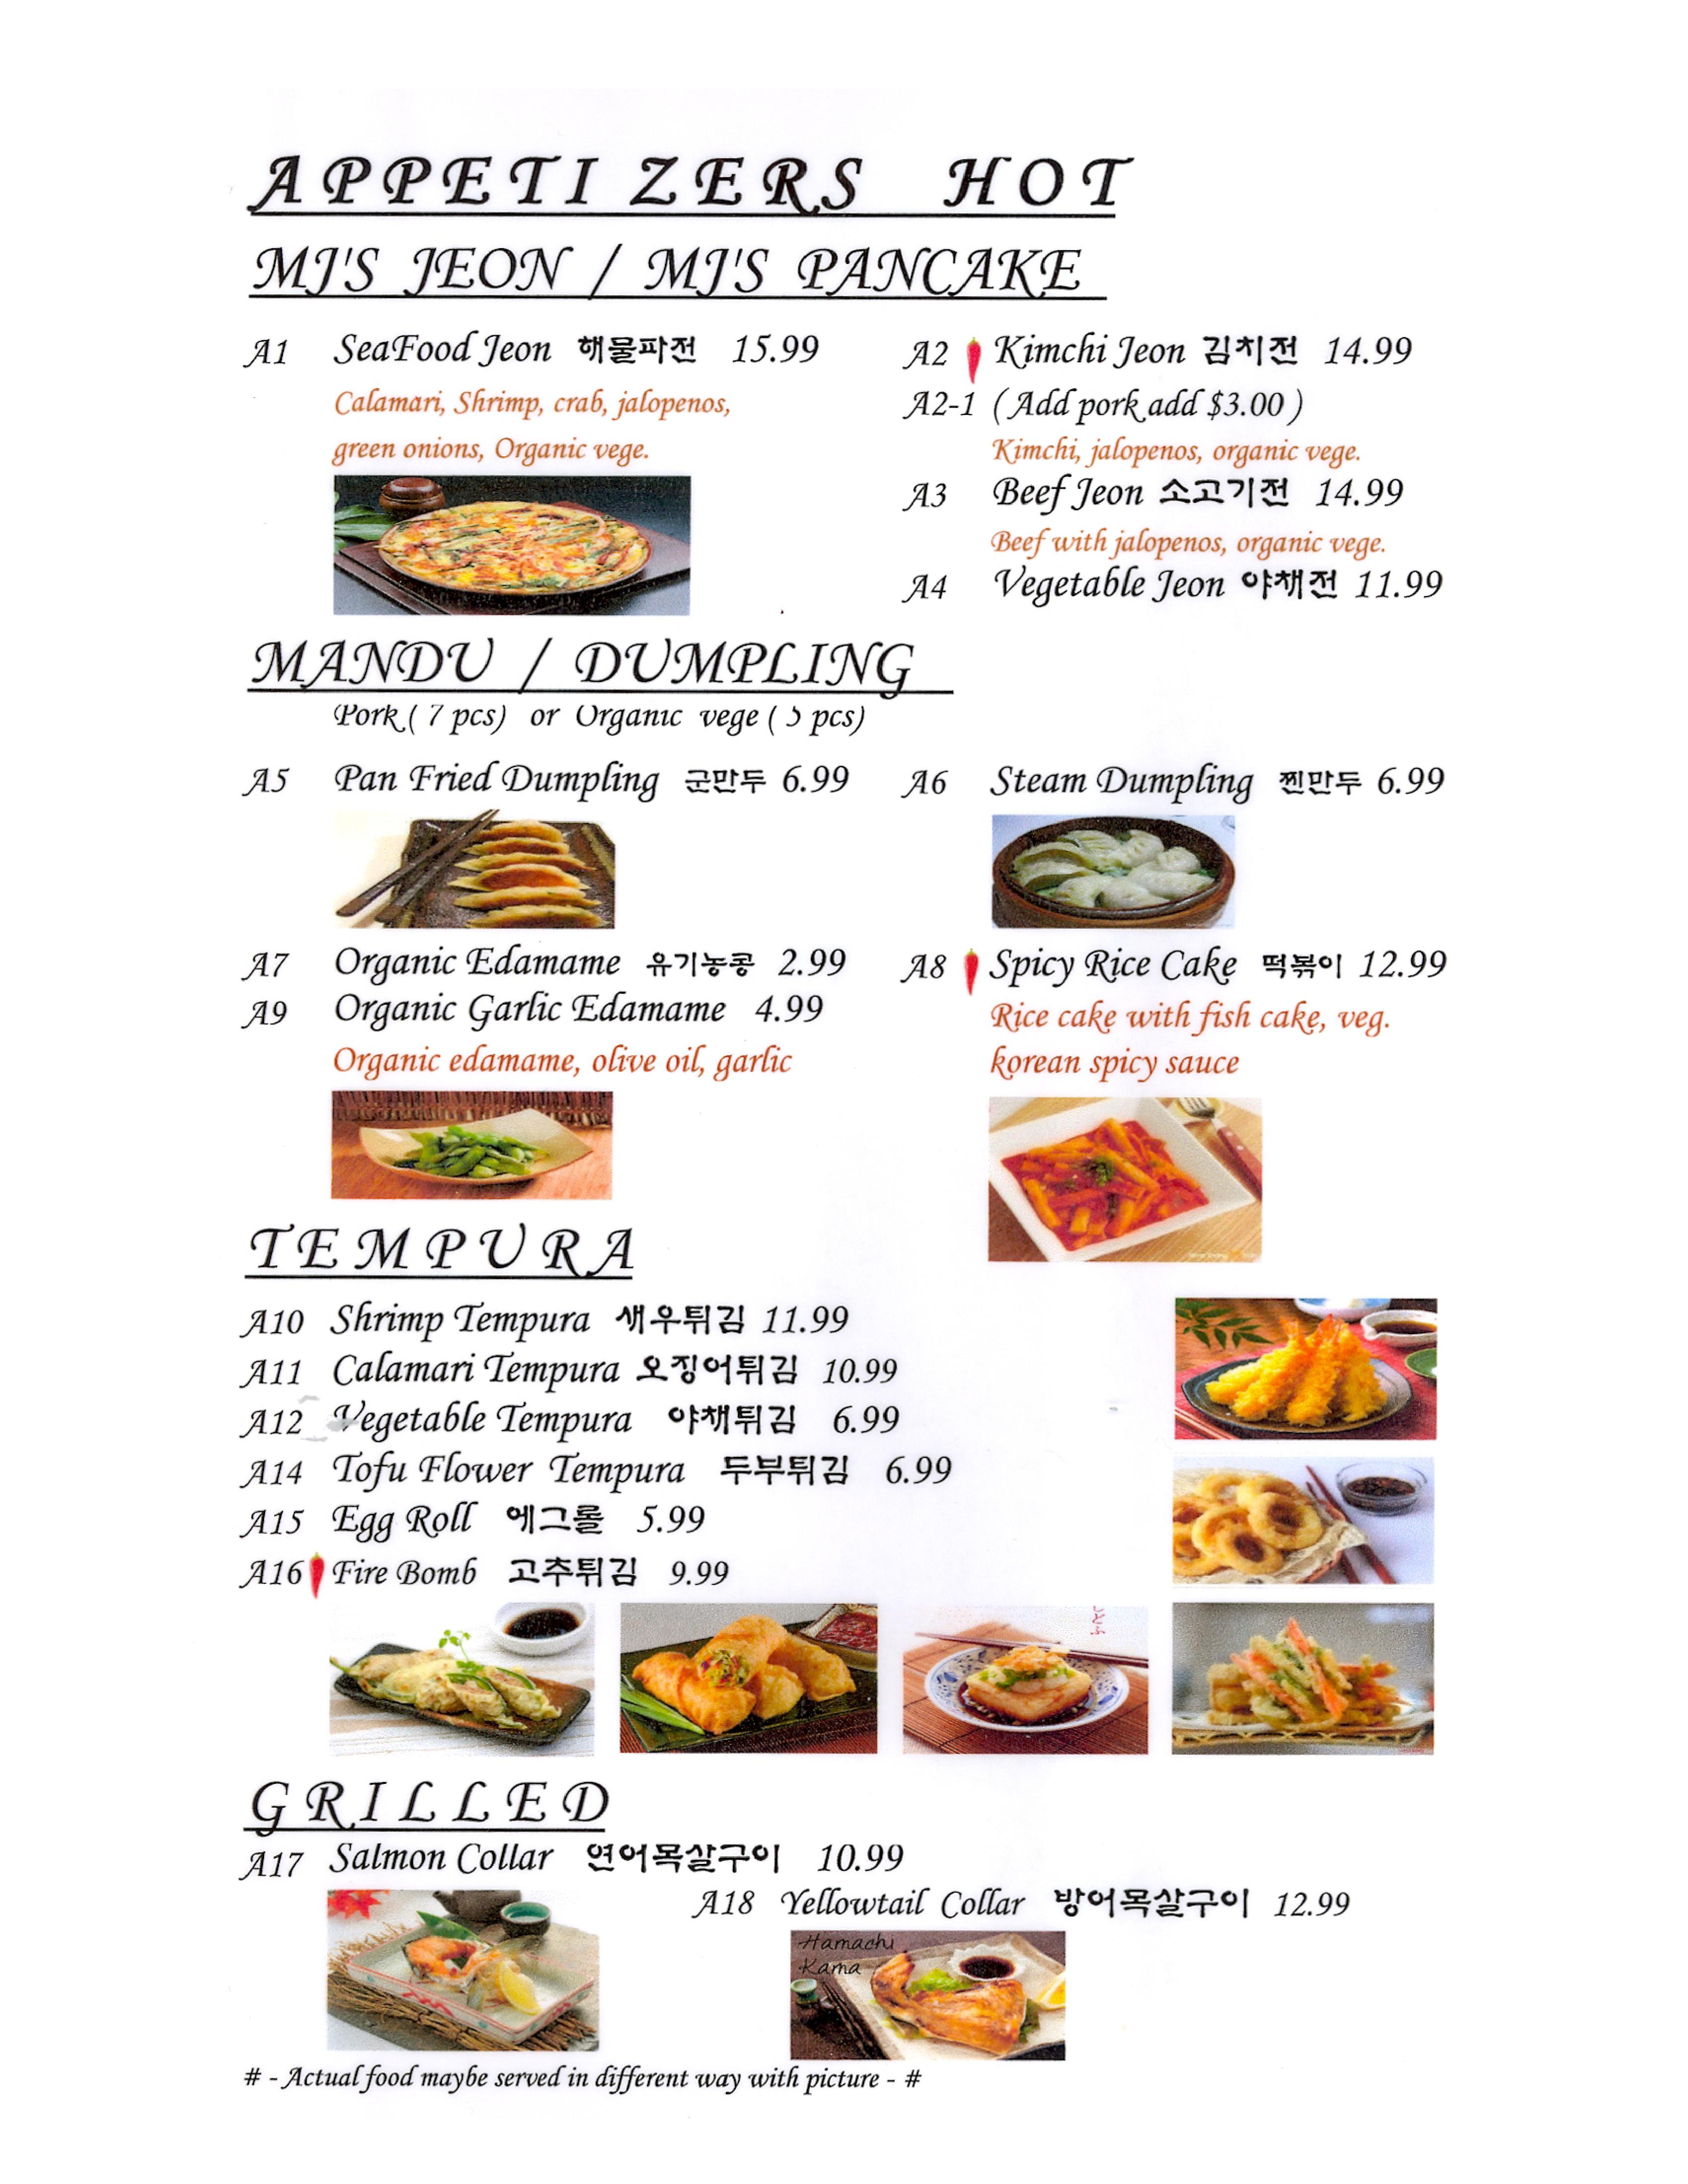 APPETIZERS HOT
MJ'S JEON / MJ'S PANCAKE
A1 SeaFood Jeon 해물파전 15.99
Calamari, Shrimp, crab, jalopenos,
green onions, Organic vege.
A2 Kimchi Jeon 김치전 14.99
A2-1 ( Add pork add $3.00 )
Kimchi, jalopenos, organic vege.
A3 Beef Jeon 소고기전 14.99
Beef with jalopenos, organic vege.
A4 Vegetable Jeon 야채전 11.99
MANDU / DUMPLING
Pork ( 7 pcs) or Organic vege ( 5 pcs)
A5 Pan Fried Dumpling 군만두 6.99
A6 Steam Dumpling 찐만두 6.99
A7 Organic Edamame 유기농콩 2.99
A9 Organic Garlic Edamame 4.99
Organic edamame, olive oil, garlic
A8 Spicy Rice Cake 떡볶이 12.99
Rice cake with fish cake, veg.
korean spicy sauce
TEMPURA
A10 Shrimp Tempura 새우튀김 11.99
A11 Calamari Tempura 오징어튀김 10.99
A12 Vegetable Tempura 야채튀김 6.99
A14 Tofu Flower Tempura 두부튀김 6.99
A15 Egg Roll 에그롤 5.99
A16 Fire Bomb 고추튀김 9.99
GRILLED
A17 Salmon Collar 연어목살구이 10.99
A18 Yellowtail Collar 방어목살구이 12.99
Hamachi
Kama
# - Actual food maybe served in different way with picture - #